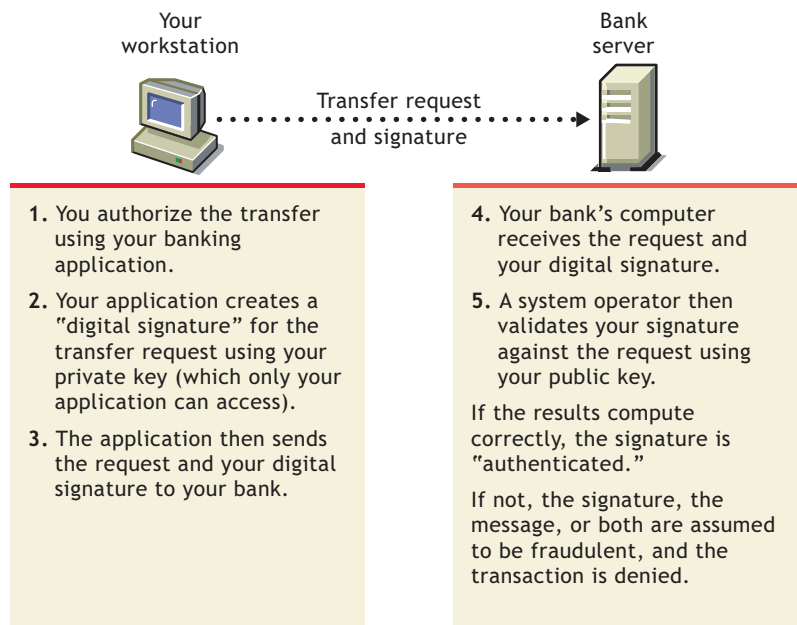 Your
workstation
Bank
server
Transfer request
and signature
1. You authorize the transfer
using your banking
application.
2. Your application creates a
“digital signature” for the
transfer request using your
private key (which only your
application can access).
3. The application then sends
the request and your digital
signature to your bank.
4. Your bank’s computer
receives the request and
your digital signature.
5. A system operator then
validates your signature
against the request using
your public key.
If the results compute
correctly, the signature is
“authenticated.”
If not, the signature, the
message, or both are assumed
to be fraudulent, and the
transaction is denied.